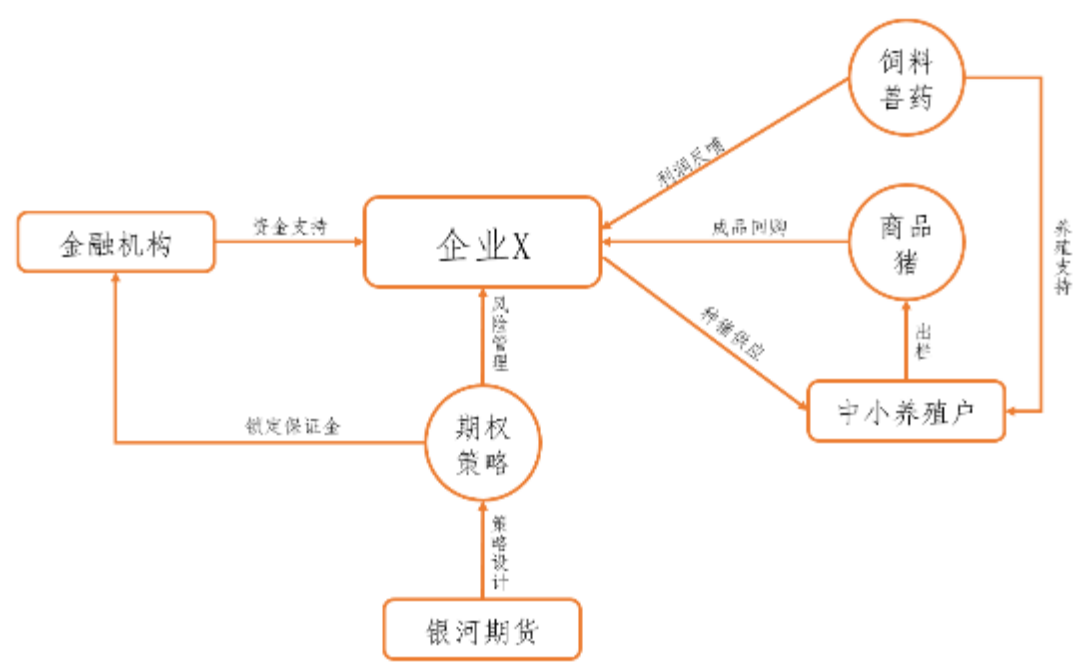 饲料
兽药
利润反馈
金融机构
资金支持
企业X
成品回购
商品
猪
养殖支持
风险管理
种猪供应
出栏
中小养殖户
锁定保证金
期权
策略
策略设计
银河期货